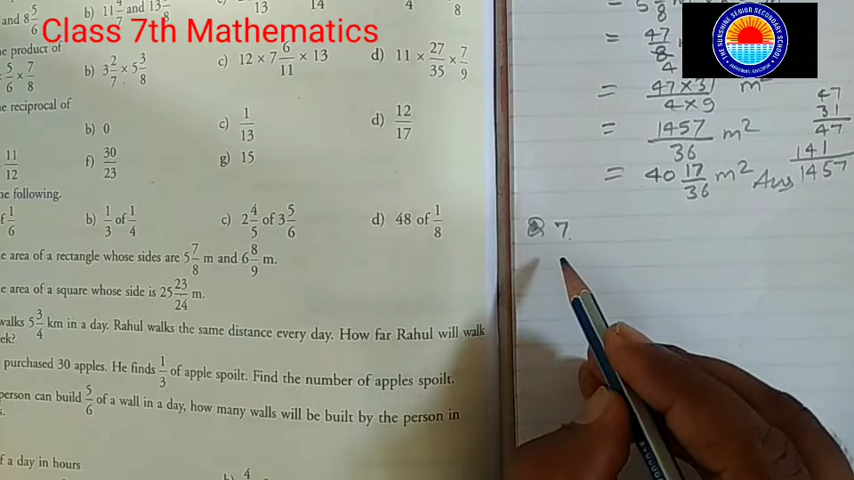 Class 7th Mathematics
and 8 5/6 b) 11 4/7 and 13 /8 13 14 4 8
e product of
5/6 × 7/8 b) 3 2/7 × 5 3/8 c) 12 × 7 6/11 × 13 d) 11 × 27/35 × 7/9
e reciprocal of
b) 0 c) 1/13 d) 12/17
11/12 f) 30/23 g) 15
he following.
f 1/6 b) 1/3 of 1/4 c) 2 4/5 of 3 5/6 d) 48 of 1/8
e area of a rectangle whose sides are 5 7/8 m and 6 8/9 m.
e area of a square whose side is 25 23/24 m.
walks 5 3/4 km in a day. Rahul walks the same distance every day. How far Rahul will walk
ek?
purchased 30 apples. He finds 1/3 of apple spoilt. Find the number of apples spoilt.
person can build 5/6 of a wall in a day, how many walls will be built by the person in
s.
f a day in hours
b) 4
THE SUNSHINE SENIOR SECONDARY SCHOOL
5 /8
= 47/8
4
= 47×31/4×9 m²
= 1457/36 m²
= 40 17/36 m² Ans
47
31
47
141
1457
Q 7.